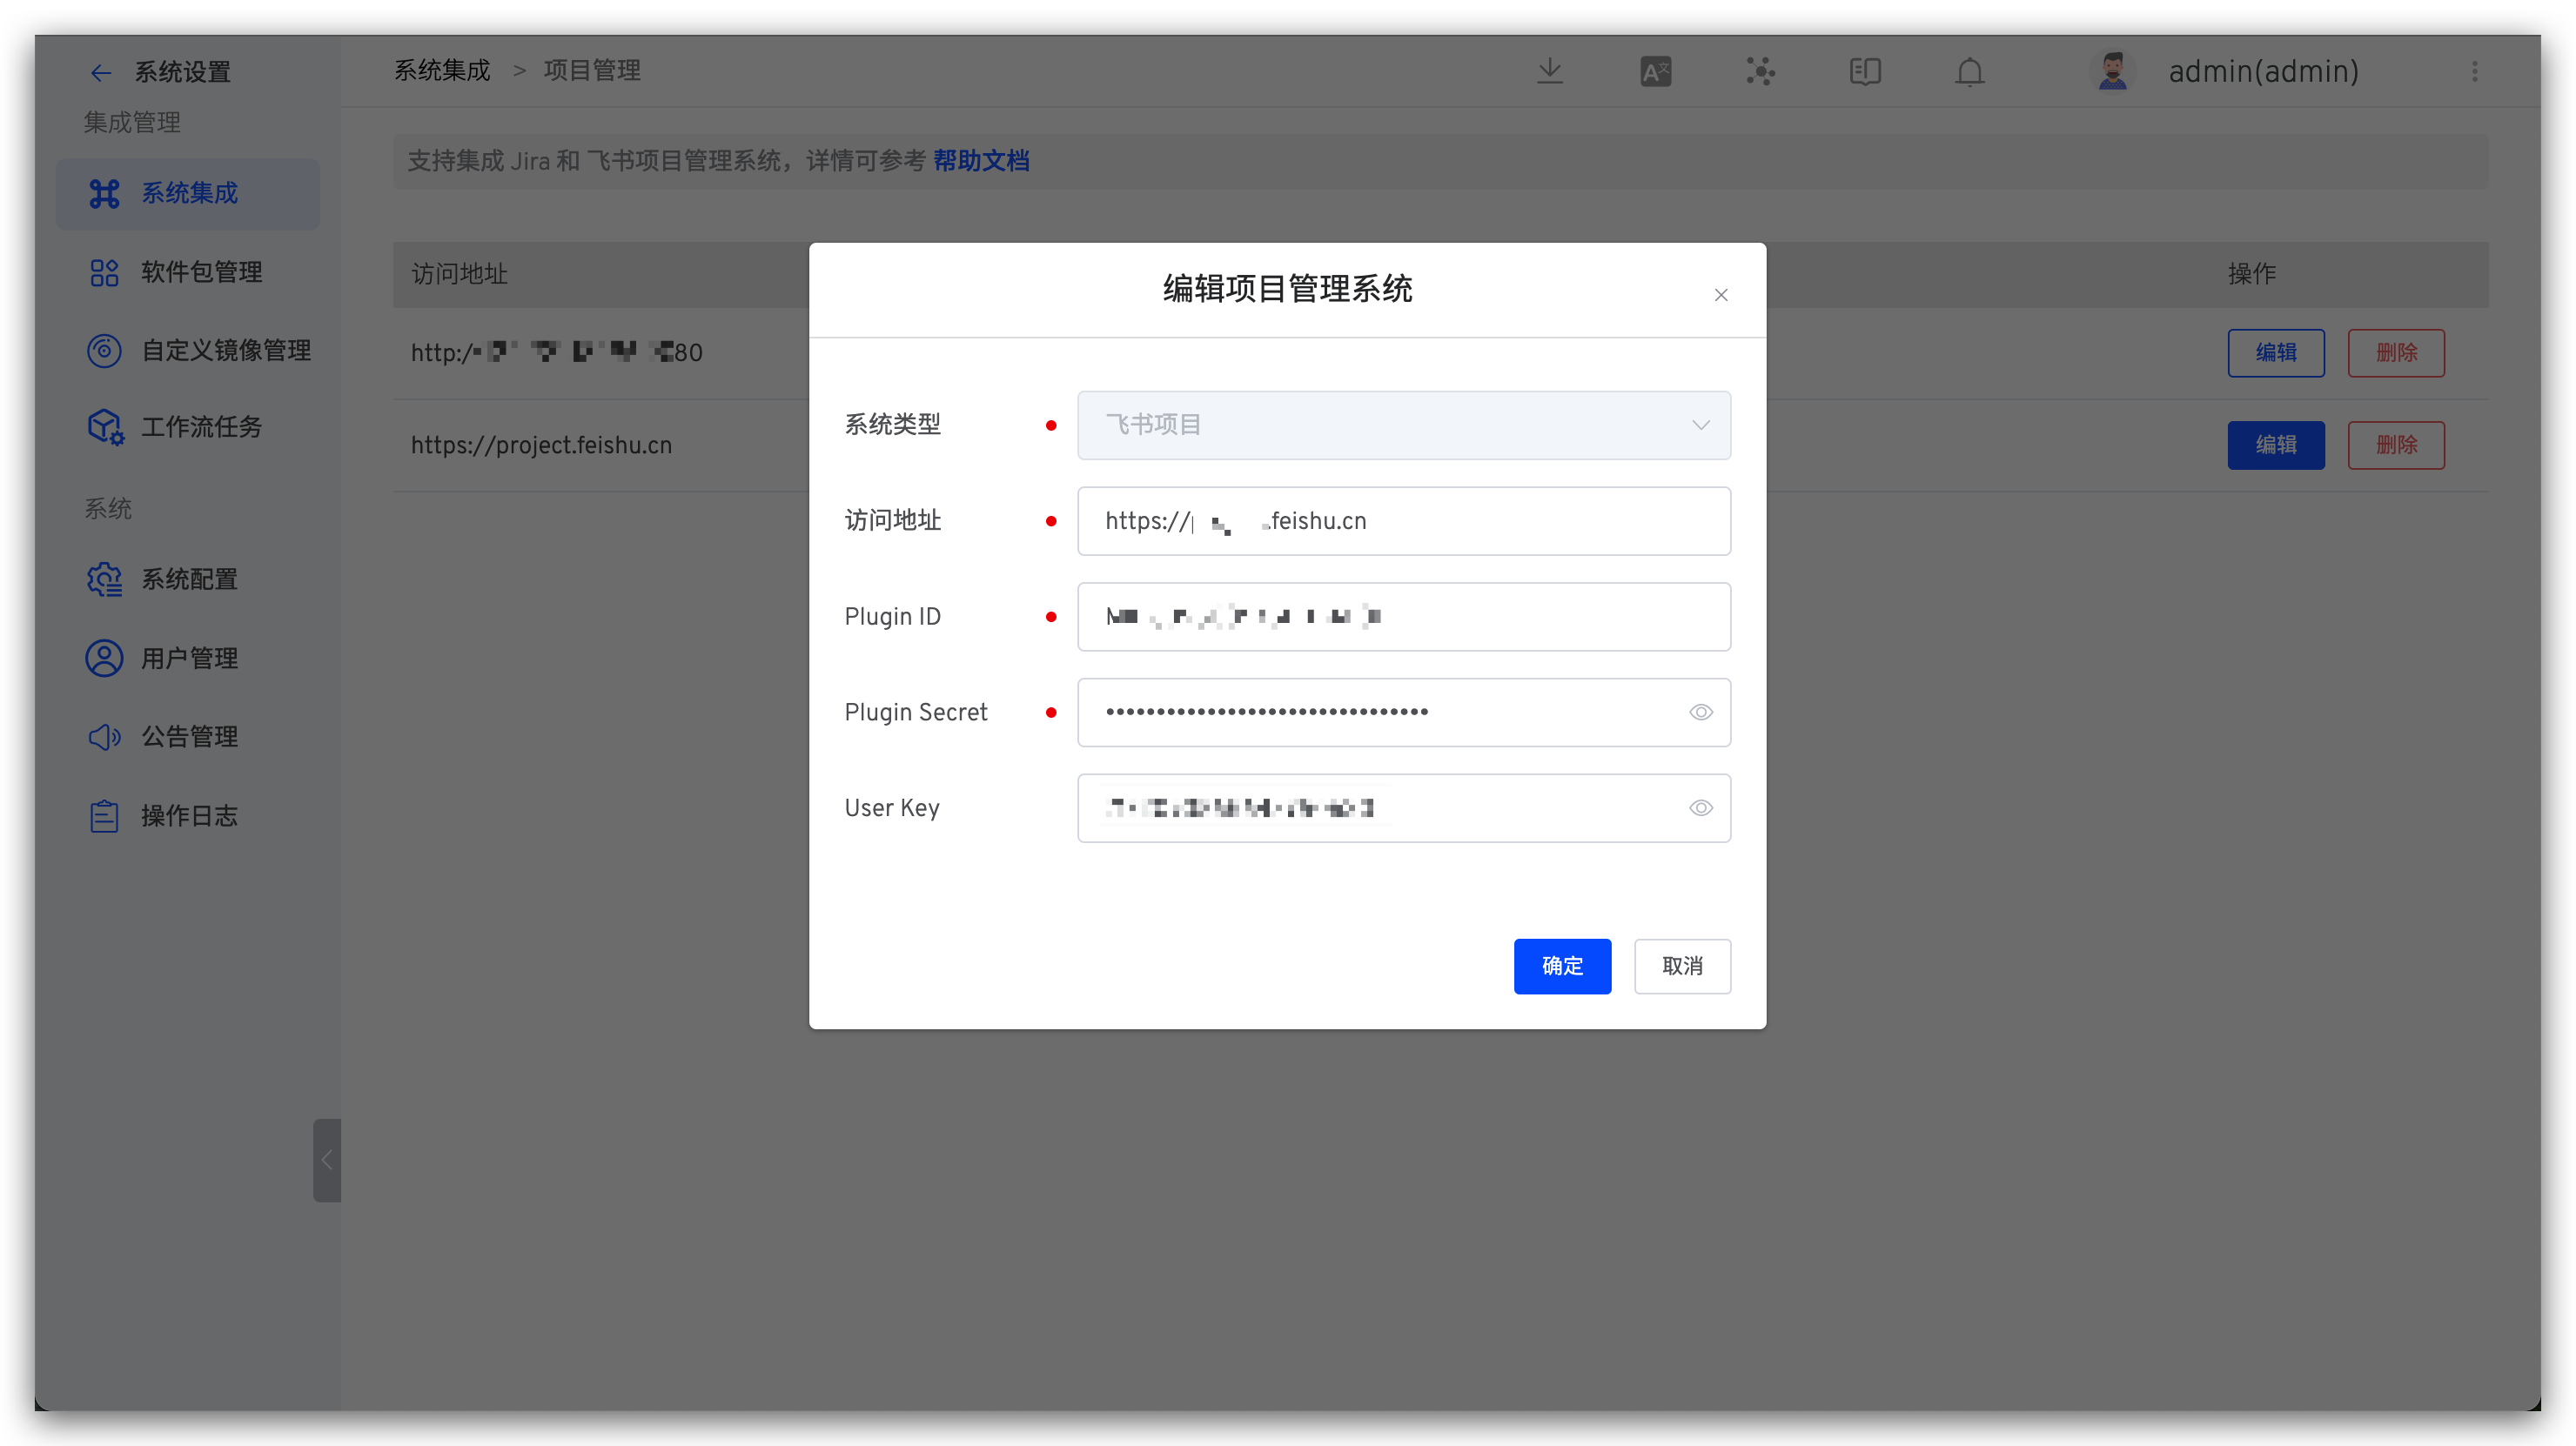 系统设置
系统集成 > 项目管理
admin(admin)
集成管理
支持集成 Jira 和 飞书项目管理系统，详情可参考 帮助文档
系统集成
软件包管理
自定义镜像管理
工作流任务
系统
系统配置
用户管理
公告管理
操作日志
访问地址
操作
http:/
80
编辑
删除
https://project.feishu.cn
编辑
删除
编辑项目管理系统
系统类型
飞书项目
访问地址
https://
.feishu.cn
Plugin ID
Plugin Secret
User Key
确定
取消